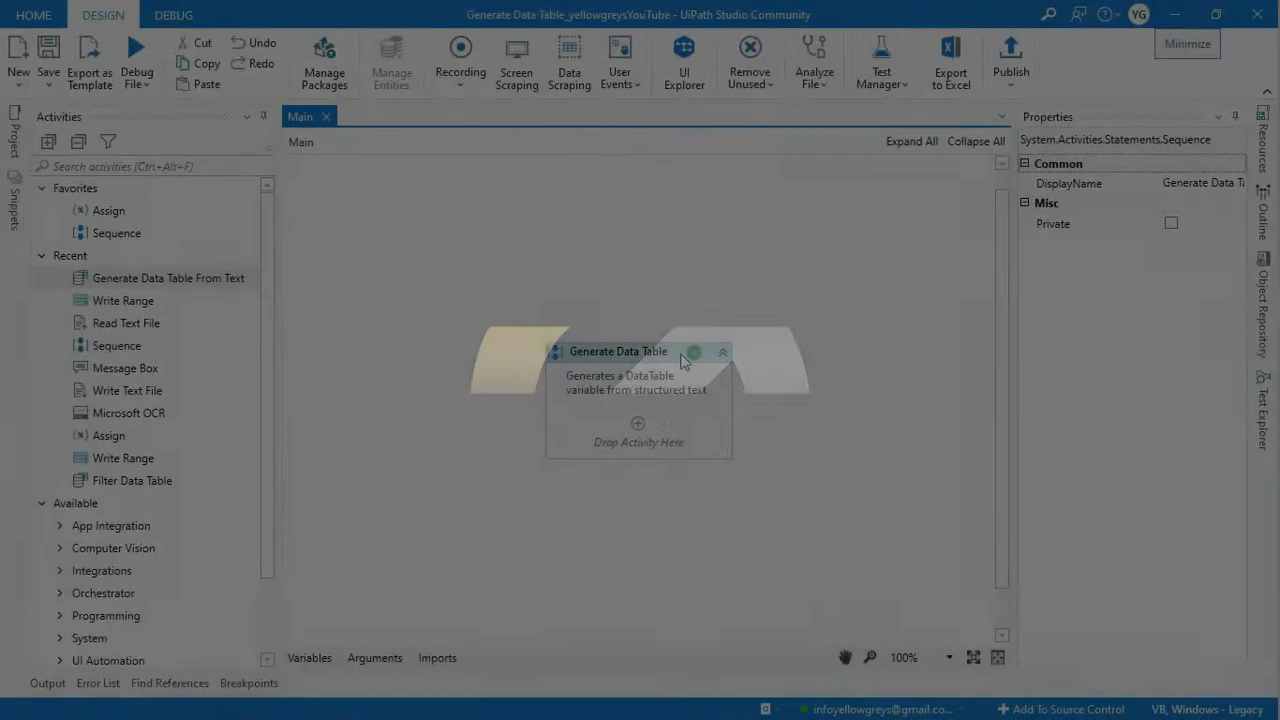 HOME
DESIGN
DEBUG
Generate Data Table_yellowgreysYouTube - UiPath Studio Community
YG
Minimize
New
Save
Export as Template
Debug File
Cut
Copy
Paste
Undo
Redo
Manage Packages
Manage Entities
Recording
Screen Scraping
Data Scraping
User Events
UI Explorer
Remove Unused
Analyze File
Test Manager
Export to Excel
Publish
Project
Snippets
Activities
Search activities (Ctrl+Alt+F)
Favorites
Assign
Sequence
Recent
Generate Data Table From Text
Write Range
Read Text File
Sequence
Message Box
Write Text File
Microsoft OCR
Assign
Write Range
Filter Data Table
Available
App Integration
Computer Vision
Integrations
Orchestrator
Programming
System
UI Automation
Main
Main
Expand All
Collapse All
Generate Data Table
Generates a DataTable
variable from structured text
Drop Activity Here
Variables
Arguments
Imports
100%
Properties
System.Activities.Statements.Sequence
Common
DisplayName
Generate Data Ta
Misc
Private
Resources
Outline
Object Repository
Test Explorer
Output
Error List
Find References
Breakpoints
infoyellowgreys@gmail.co...
Add To Source Control
VB, Windows - Legacy